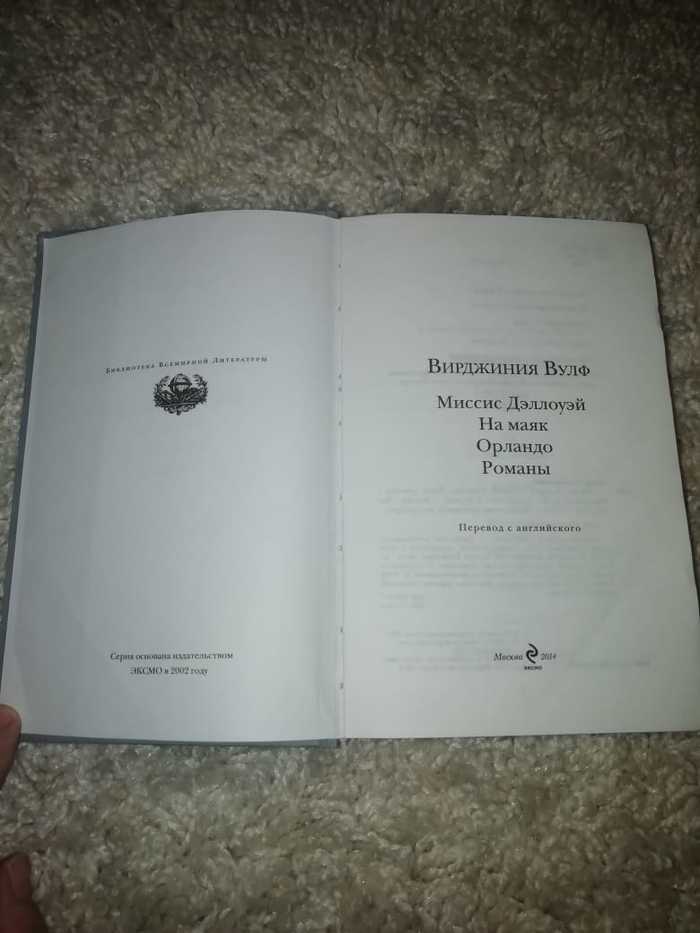 Библиотека Всемирной Литературы
Серия основана издательством
ЭКСМО в 2002 году
Вирджиния Вулф
Миссис Дэллоуэй
На маяк
Орландо
Романы
Перевод с английского
Москва 2014
ЭКСМО